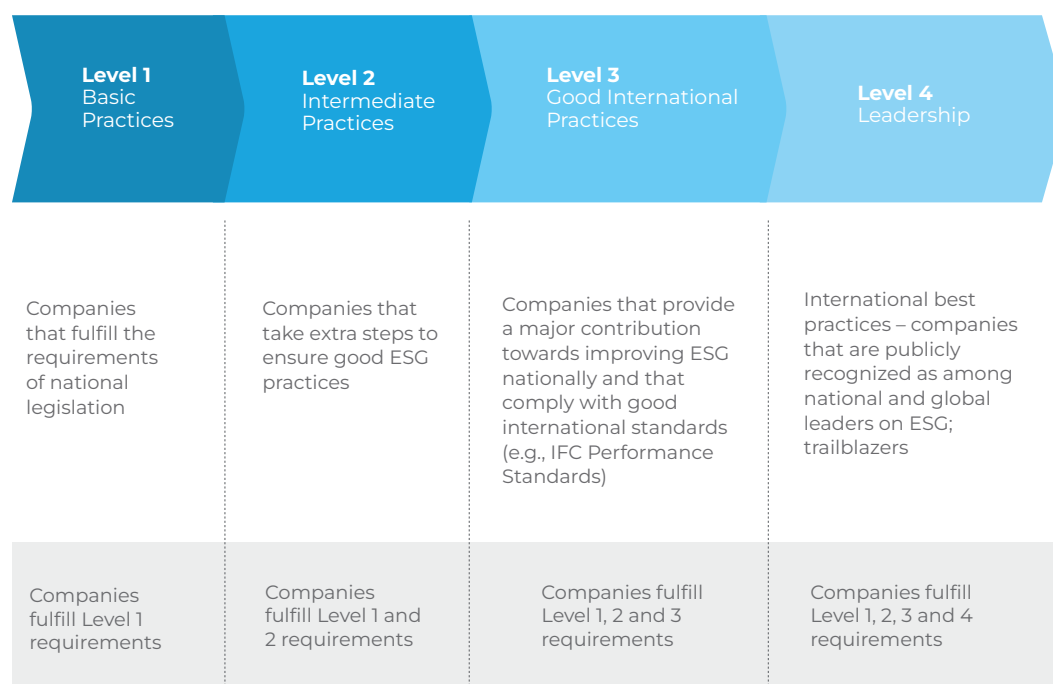 Level 1
Basic
Practices
Level 2
Intermediate
Practices
Level 3
Good International
Practices
Level 4
Leadership
Companies
that fulfill the
requirements
of national
legislation
Companies that
take extra steps to
ensure good ESG
practices
Companies that provide
a major contribution
towards improving ESG
nationally and that
comply with good
international standards
(e.g., IFC Performance
Standards)
International best
practices – companies
that are publicly
recognized as among
national and global
leaders on ESG;
trailblazers
Companies
fulfill Level 1
requirements
Companies
fulfill Level 1 and
2 requirements
Companies fulfill
Level 1, 2 and 3
requirements
Companies fulfill
Level 1, 2, 3 and 4
requirements